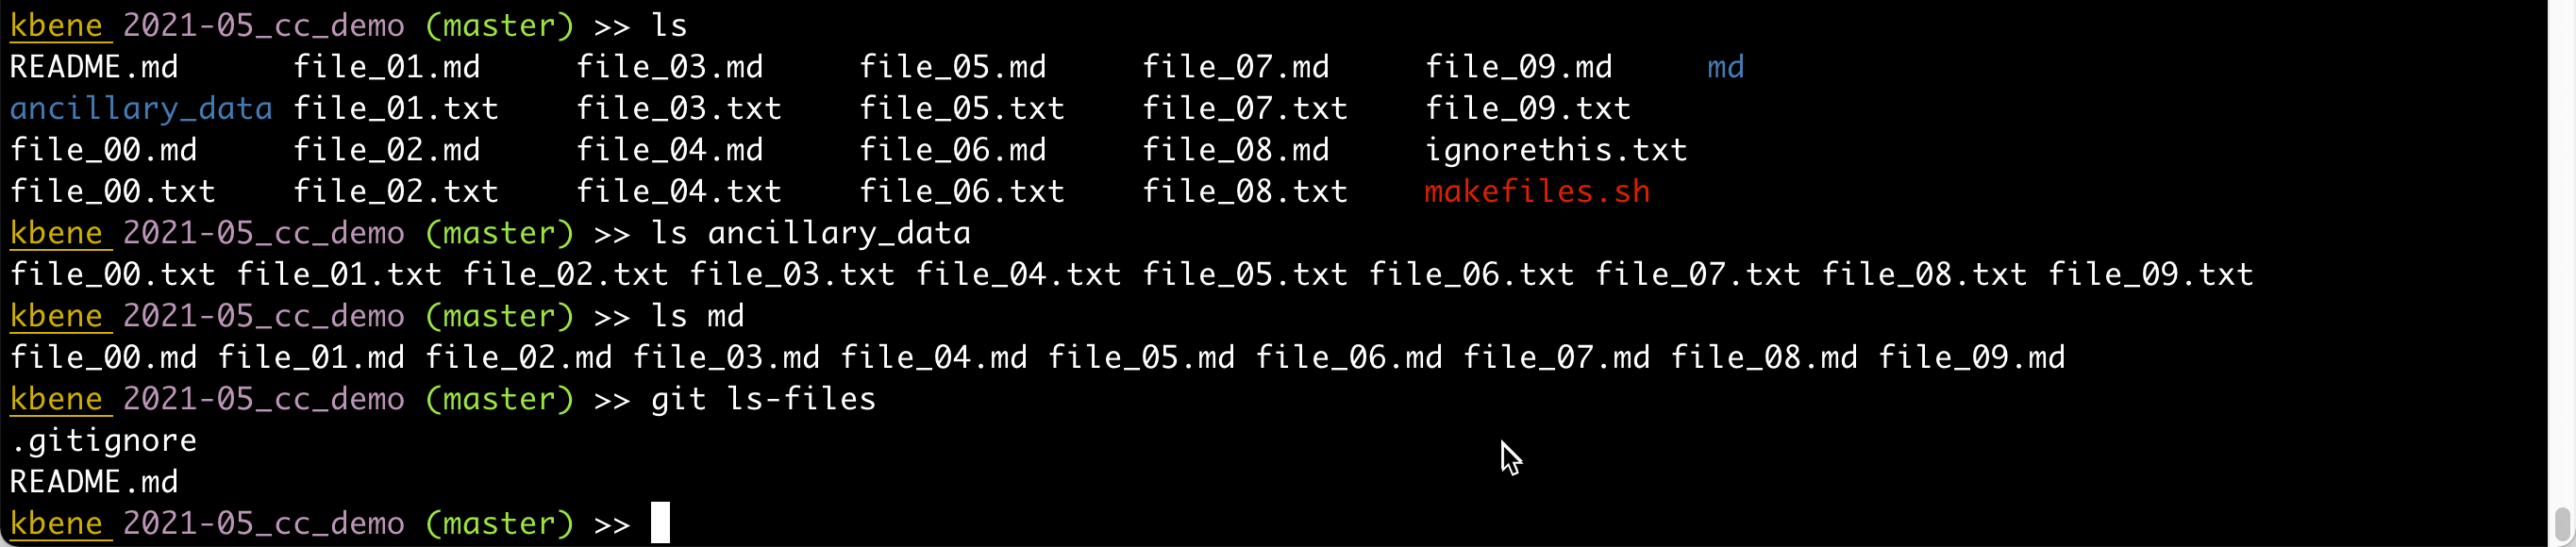 kbene 2021-05_cc_demo (master) >> ls
README.md file_01.md file_03.md file_05.md file_07.md file_09.md md
ancillary_data file_01.txt file_03.txt file_05.txt file_07.txt file_09.txt
file_00.md file_02.md file_04.md file_06.md file_08.md ignorethis.txt
file_00.txt file_02.txt file_04.txt file_06.txt file_08.txt makefiles.sh
kbene 2021-05_cc_demo (master) >> ls ancillary_data
file_00.txt file_01.txt file_02.txt file_03.txt file_04.txt file_05.txt file_06.txt file_07.txt file_08.txt file_09.txt
kbene 2021-05_cc_demo (master) >> ls md
file_00.md file_01.md file_02.md file_03.md file_04.md file_05.md file_06.md file_07.md file_08.md file_09.md
kbene 2021-05_cc_demo (master) >> git ls-files
.gitignore
README.md
kbene 2021-05_cc_demo (master) >>